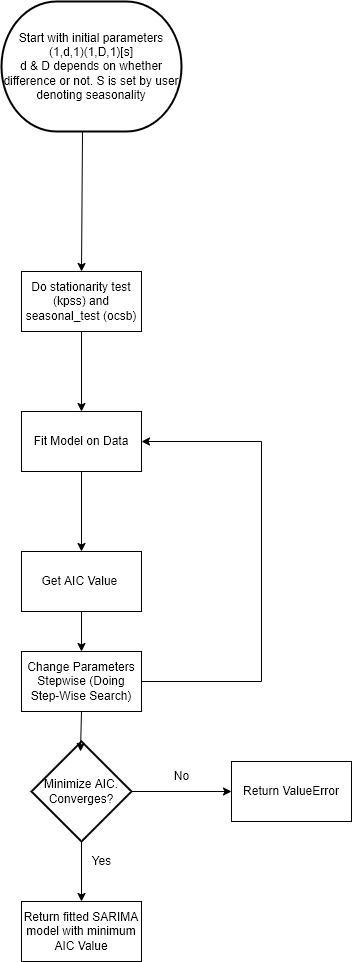 Start with initial parameters
(1,d,1)(1,D,1)[s]
d & D depends on whether
difference or not. S is set by user
denoting seasonality
Do stationarity test
(kpss) and
seasonal_test (ocsb)
Fit Model on Data
Get AIC Value
Change Parameters
Stepwise (Doing
Step-Wise Search)
Minimize AIC.
Converges?
No
Return ValueError
Yes
Return fitted SARIMA
model with minimum
AIC Value